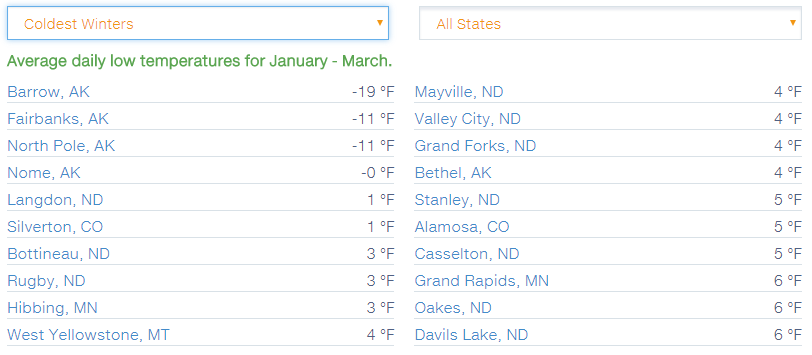 Coldest Winters
All States
Average daily low temperatures for January - March.
Barrow, AK -19 °F
Fairbanks, AK -11 °F
North Pole, AK -11 °F
Nome, AK -0 °F
Langdon, ND 1 °F
Silverton, CO 1 °F
Bottineau, ND 3 °F
Rugby, ND 3 °F
Hibbing, MN 3 °F
West Yellowstone, MT 4 °F
Mayville, ND 4 °F
Valley City, ND 4 °F
Grand Forks, ND 4 °F
Bethel, AK 4 °F
Stanley, ND 5 °F
Alamosa, CO 5 °F
Casselton, ND 5 °F
Grand Rapids, MN 6 °F
Oakes, ND 6 °F
Davils Lake, ND 6 °F